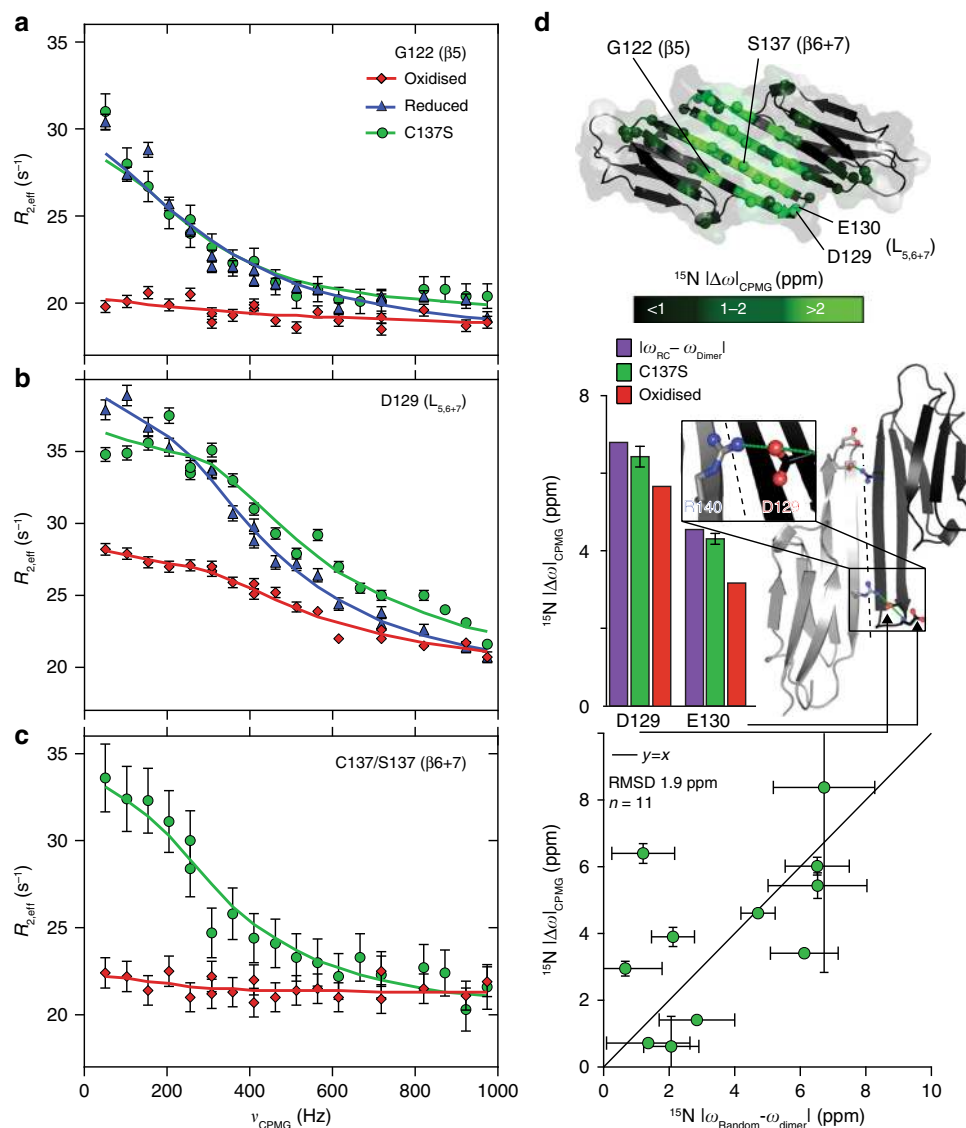 a
35
30
25
20
R2,eff (s⁻¹)
G122 (β5)
Oxidised
Reduced
C137S
b
35
30
25
20
R2,eff (s⁻¹)
D129 (L5,6+7)
c
35
30
25
20
R2,eff (s⁻¹)
C137/S137 (β6+7)
0 200 400 600 800 1000
νCPMG (Hz)
d
G122 (β5)
S137 (β6+7)
E130
D129
(L5,6+7)
¹⁵N |Δω|CPMG (ppm)
<1 1–2 >2
|ωRC – ωDimer|
C137S
Oxidised
8
4
0
¹⁵N |Δω|CPMG (ppm)
R140 D129
D129 E130
y=x
RMSD 1.9 ppm
n = 11
8
6
4
2
0
¹⁵N |Δω|CPMG (ppm)
0 2 4 6 8 10
¹⁵N |ωRandom-ωdimer| (ppm)